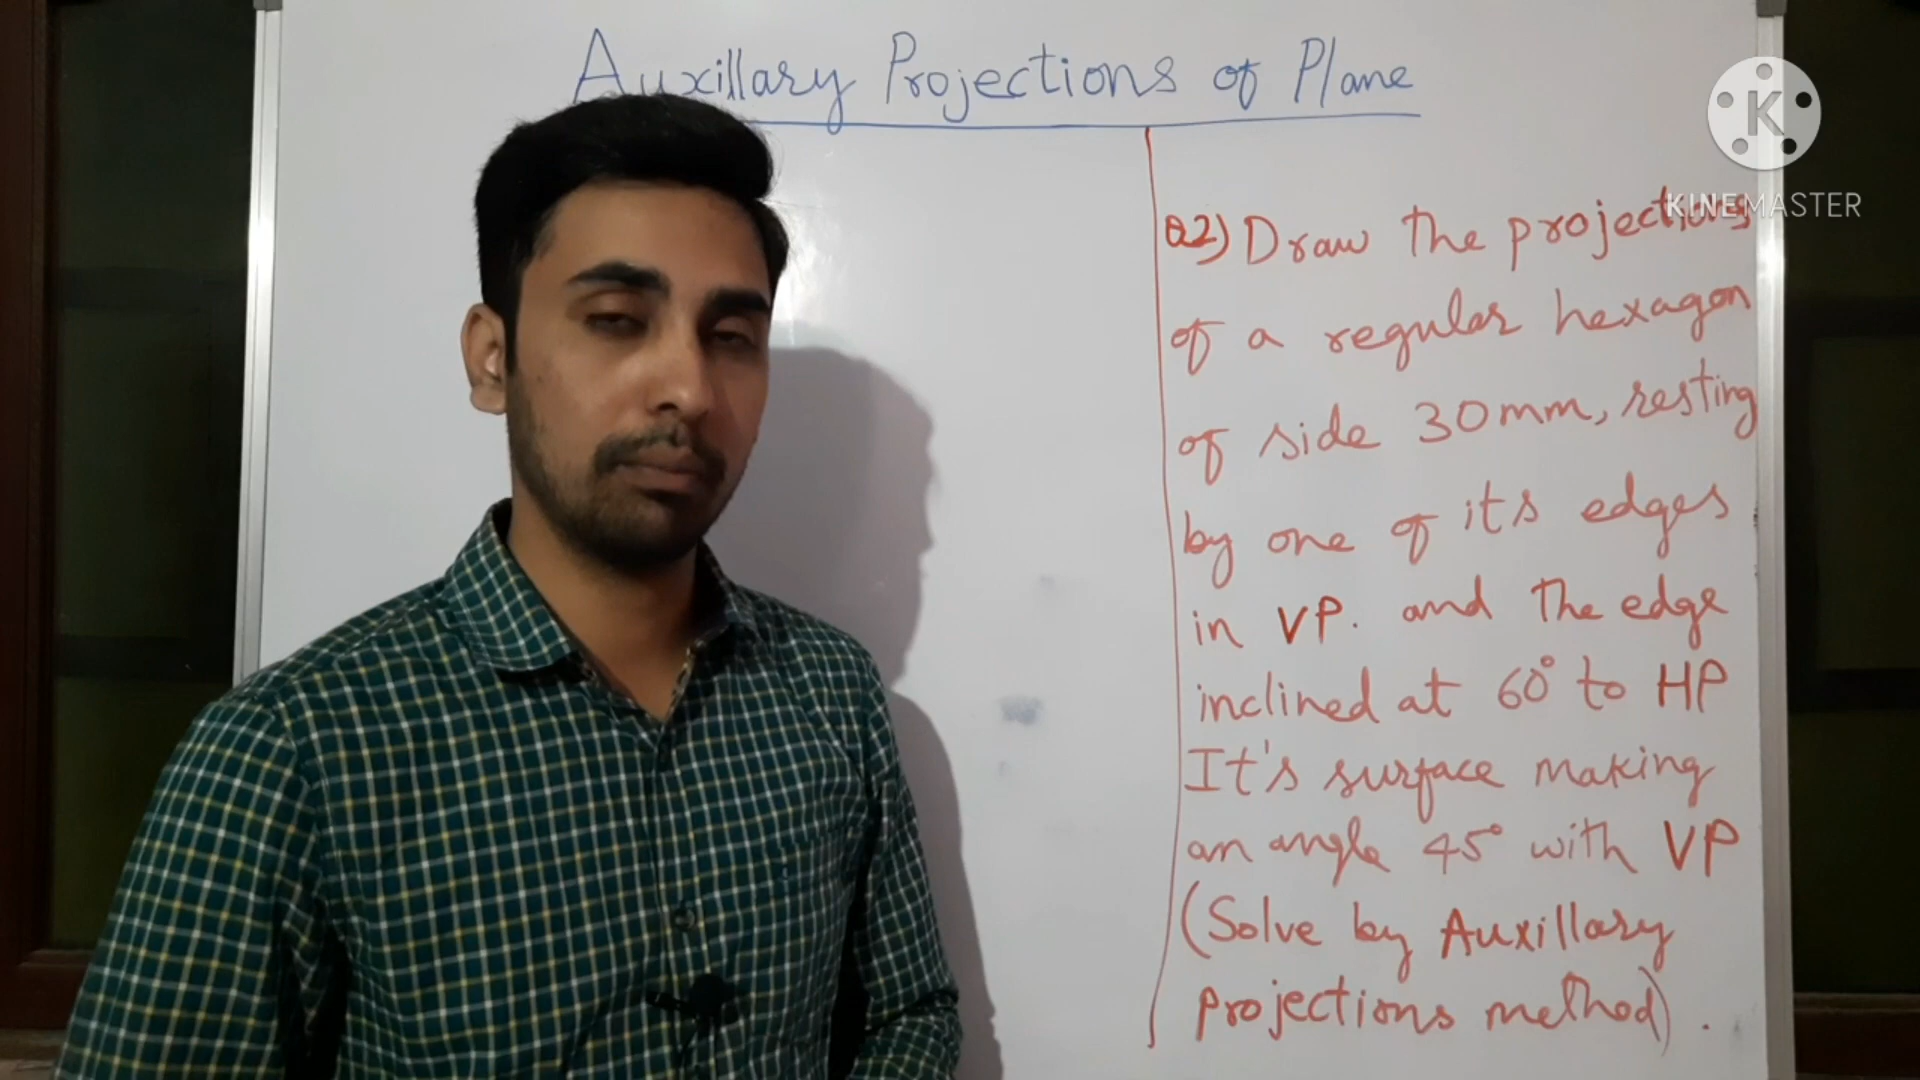 Auxillary Projections of Plane
K
KINEMASTER
Q2) Draw the projections
of a regular hexagon
of side 30mm, resting
by one of its edges
in VP. and the edge
inclined at 60° to HP
It's surface making
an angle 45° with VP
(Solve by Auxillary
Projections method).